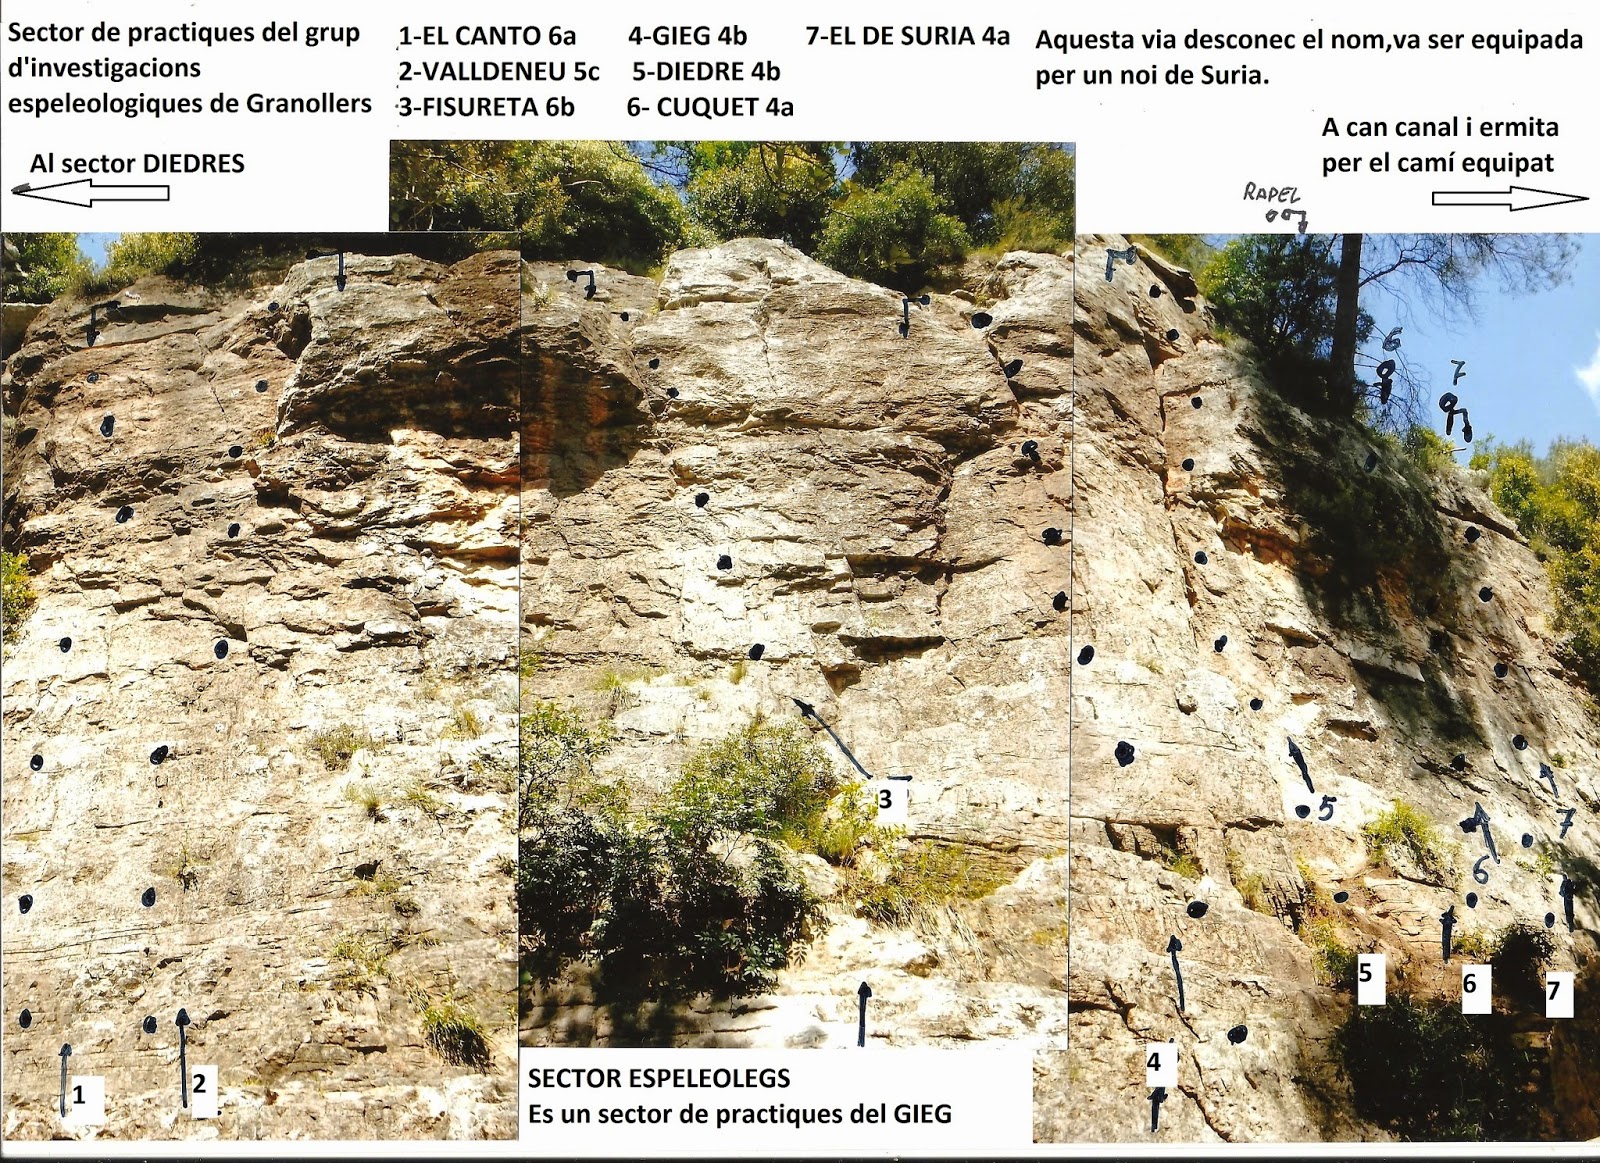 Sector de practiques del grup
d'investigacions
espeleologiques de Granollers
1-EL CANTO 6a
2-VALLDENEU 5c
3-FISURETA 6b
4-GIEG 4b
5-DIEDRE 4b
6- CUQUET 4a
7-EL DE SURIA 4a
Aquesta via desconec el nom,va ser equipada
per un noi de Suria.
Al sector DIEDRES
A can canal i ermita
per el camí equipat
RAPEL
6
7
3
5
7
6
5
6
7
4
1
2
SECTOR ESPELEOLEGS
Es un sector de practiques del GIEG